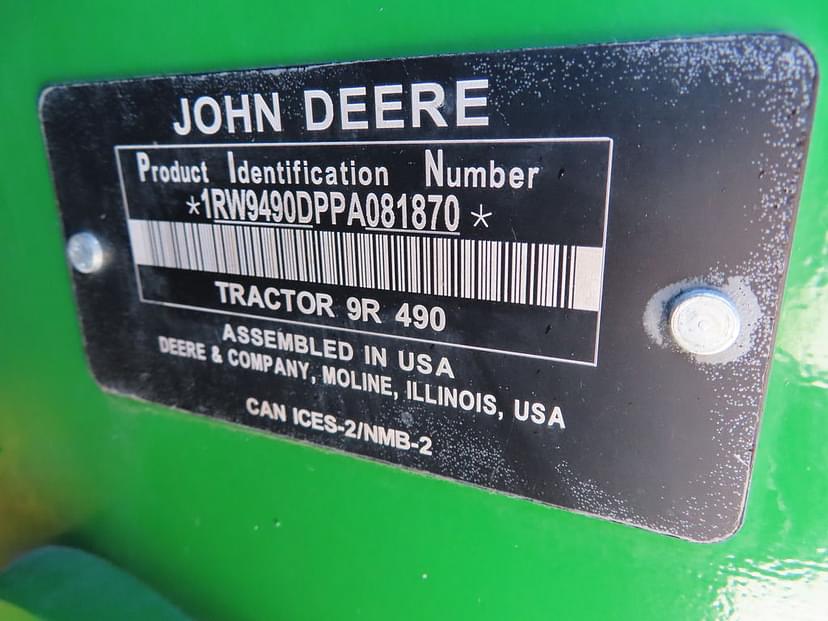 JOHN DEERE
Product Identification Number
*1RW9490DPPA081870*
TRACTOR 9R 490
ASSEMBLED IN USA
DEERE & COMPANY, MOLINE, ILLINOIS, USA
CAN ICES-2/NMB-2